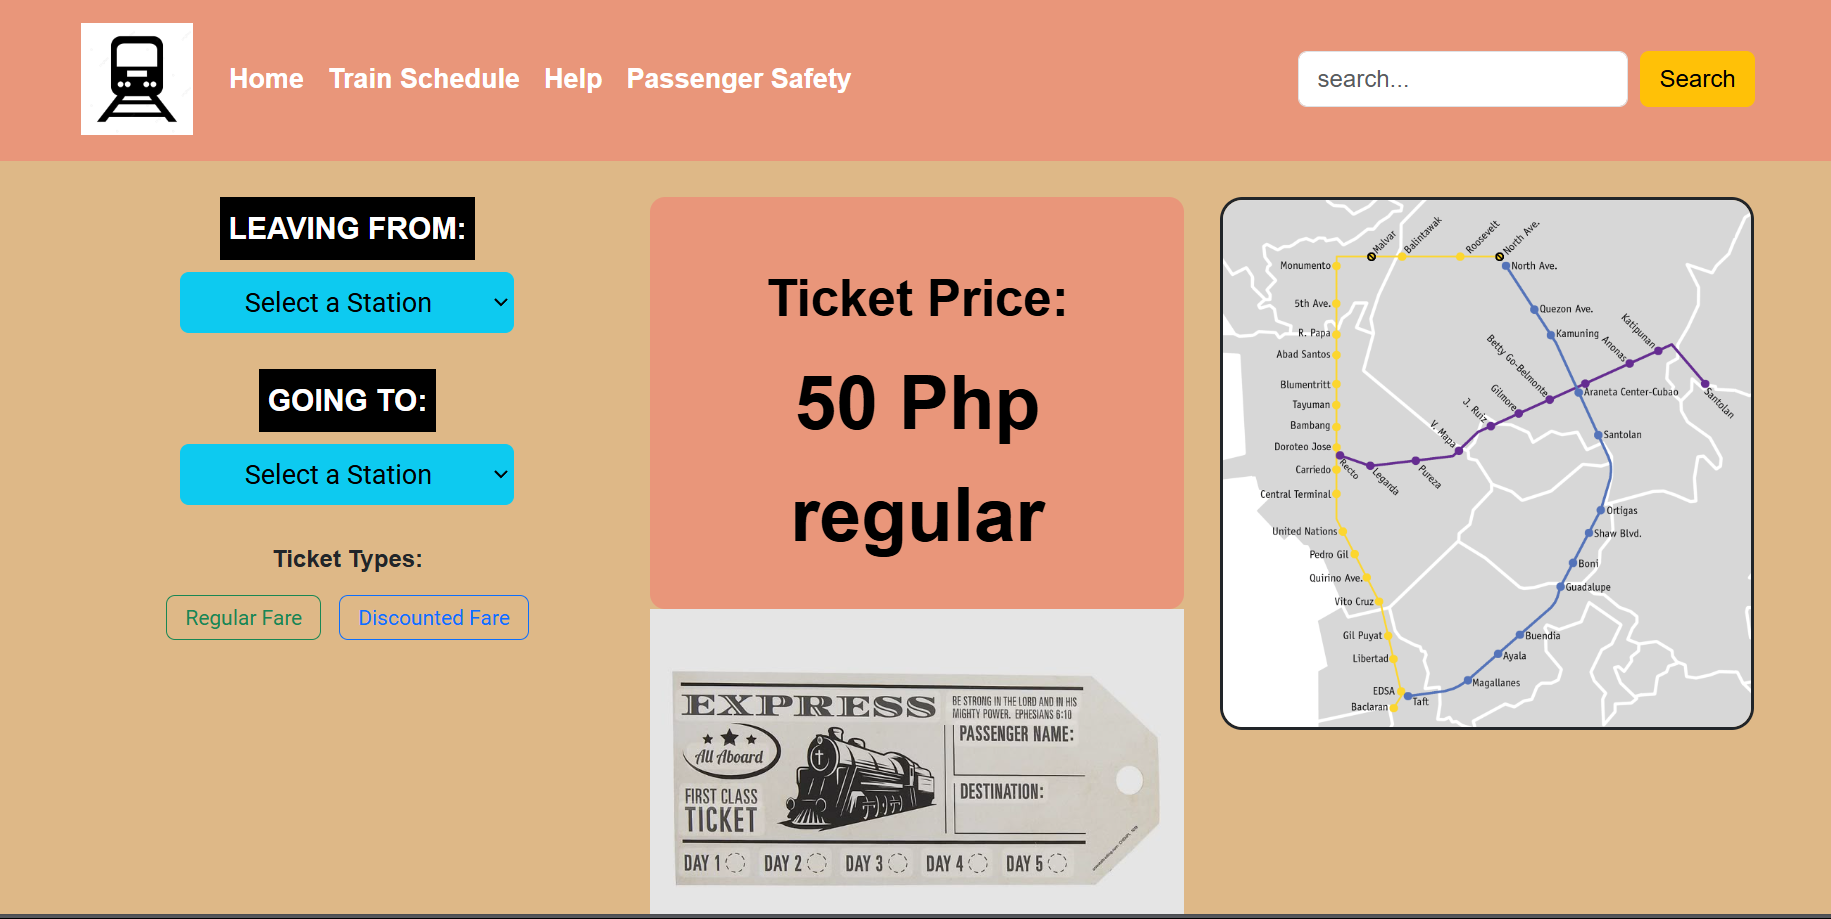 Home
Train Schedule
Help
Passenger Safety
search...
Search
LEAVING FROM:
Select a Station
GOING TO:
Select a Station
Ticket Types:
Regular Fare
Discounted Fare
Ticket Price:
50 Php
regular
EXPRESS
BE STRONG IN THE LORD AND IN HIS
MIGHTY POWER. EPHESIANS 6:10
PASSENGER NAME:
All Aboard
DESTINATION:
FIRST CLASS
TICKET
DAY 1
DAY 2
DAY 3
DAY 4
DAY 5
Malvar
Balintawak
Roosevelt
North Ave.
Monumento
North Ave.
5th Ave.
Quezon Ave.
R. Papa
Kamuning
Katipunan
Anonas
Abad Santos
Betty Go-Belmonte
Blumentritt
Araneta Center-Cubao
Santolan
Gilmore
Tayuman
J. Ruiz
Bambang
V. Mapa
Santolan
Doroteo Jose
Recto
Legarda
Pureza
Carriedo
Central Terminal
Ortigas
United Nations
Shaw Blvd.
Pedro Gil
Boni
Quirino Ave.
Guadalupe
Vito Cruz
Gil Puyat
Buendia
Libertad
Ayala
EDSA
Magallanes
Taft
Baclaran